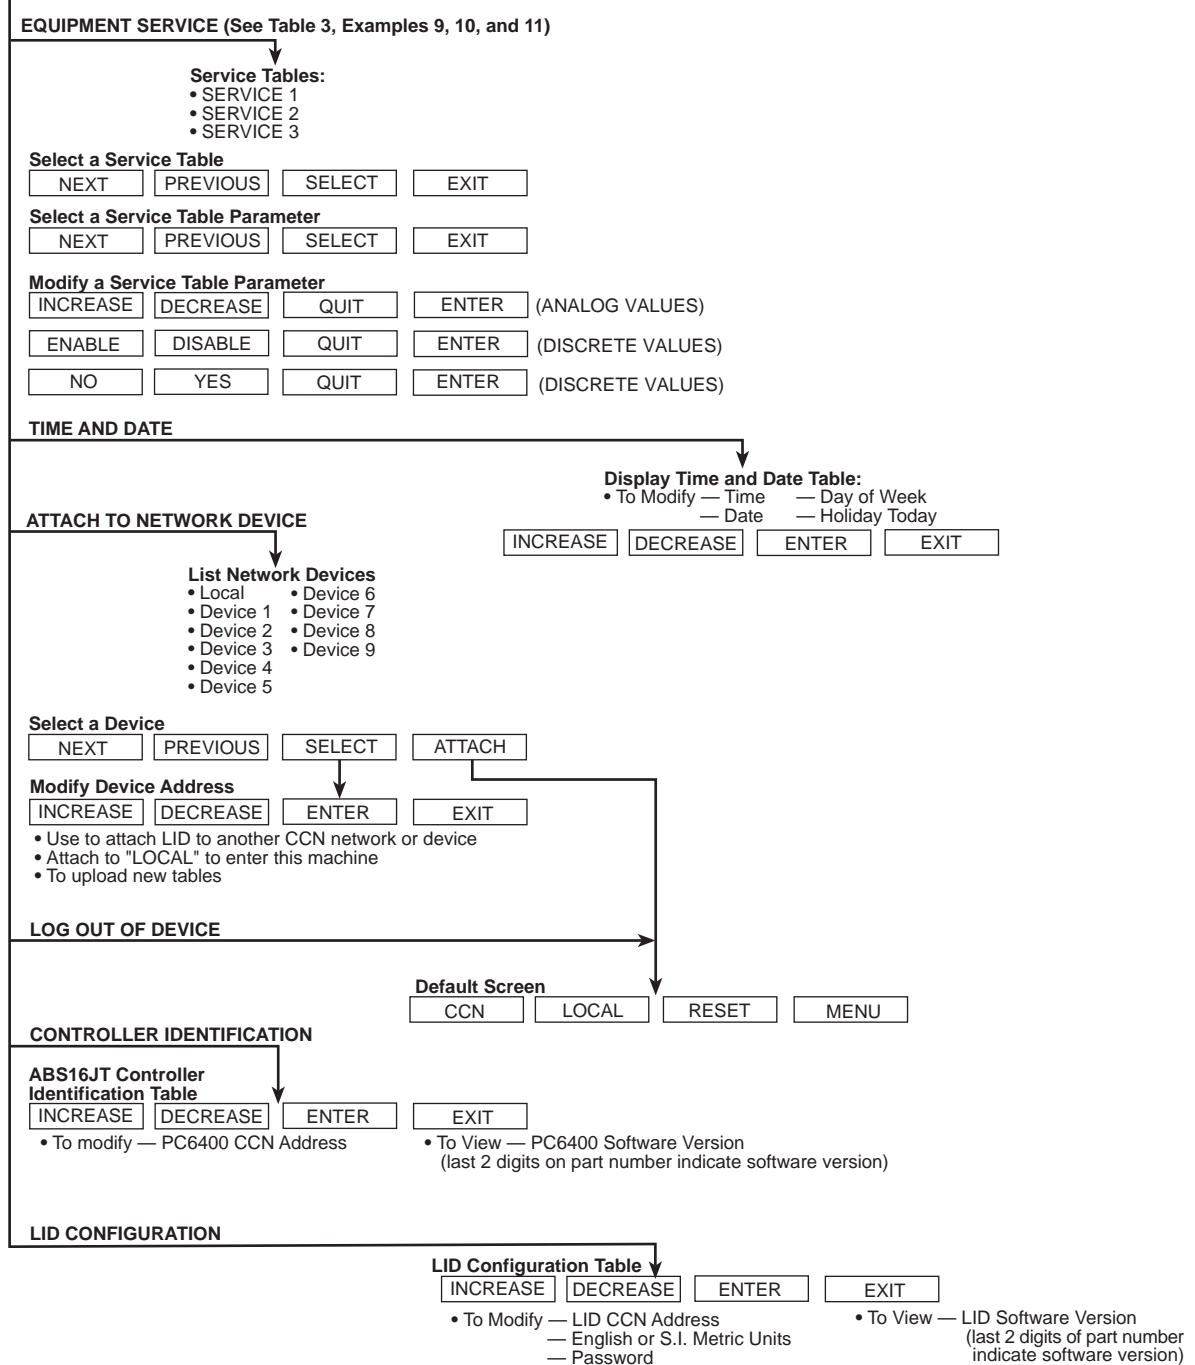 EQUIPMENT SERVICE (See Table 3, Examples 9, 10, and 11)
Service Tables:
• SERVICE 1
• SERVICE 2
• SERVICE 3
Select a Service Table
NEXT PREVIOUS SELECT EXIT
Select a Service Table Parameter
NEXT PREVIOUS SELECT EXIT
Modify a Service Table Parameter
INCREASE DECREASE QUIT ENTER (ANALOG VALUES)
ENABLE DISABLE QUIT ENTER (DISCRETE VALUES)
NO YES QUIT ENTER (DISCRETE VALUES)
TIME AND DATE
Display Time and Date Table:
• To Modify — Time — Day of Week
— Date — Holiday Today
INCREASE DECREASE ENTER EXIT
ATTACH TO NETWORK DEVICE
List Network Devices
• Local • Device 6
• Device 1 • Device 7
• Device 2 • Device 8
• Device 3 • Device 9
• Device 4
• Device 5
Select a Device
NEXT PREVIOUS SELECT ATTACH
Modify Device Address
INCREASE DECREASE ENTER EXIT
• Use to attach LID to another CCN network or device
• Attach to "LOCAL" to enter this machine
• To upload new tables
LOG OUT OF DEVICE
Default Screen
CCN LOCAL RESET MENU
CONTROLLER IDENTIFICATION
ABS16JT Controller
Identification Table
INCREASE DECREASE ENTER EXIT
• To modify — PC6400 CCN Address • To View — PC6400 Software Version
(last 2 digits on part number indicate software version)
LID CONFIGURATION
LID Configuration Table
INCREASE DECREASE ENTER EXIT
• To Modify — LID CCN Address • To View — LID Software Version
— English or S.I. Metric Units (last 2 digits of part number
— Password indicate software version)